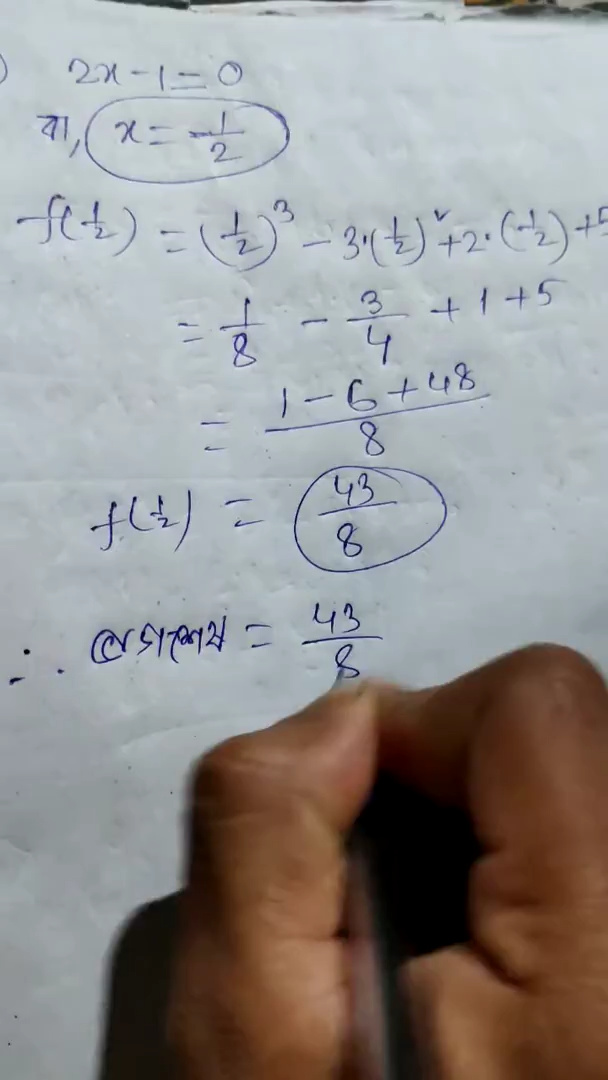 ) 2x-1=0
বা, x = 1/2
f(1/2) = (1/2)³ - 3·(1/2)² + 2·(1/2) + 5
= 1/8 - 3/4 + 1 + 5
= (1-6+48)/8
f(1/2) = 43/8
∴ ভাগশেষ = 43/8